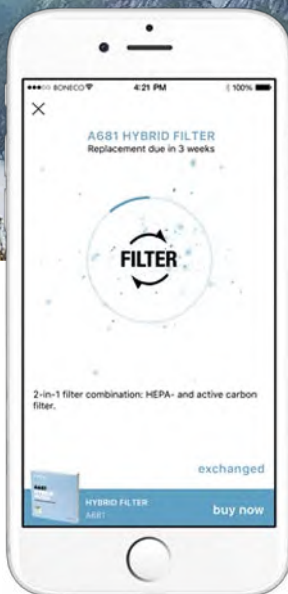 BONECO 4:21 PM 100%
A681 HYBRID FILTER
Replacement due in 3 weeks
FILTER
2-in-1 filter combination: HEPA- and active carbon
filter.
exchanged
A681
HYBRID FILTER
A681
buy now